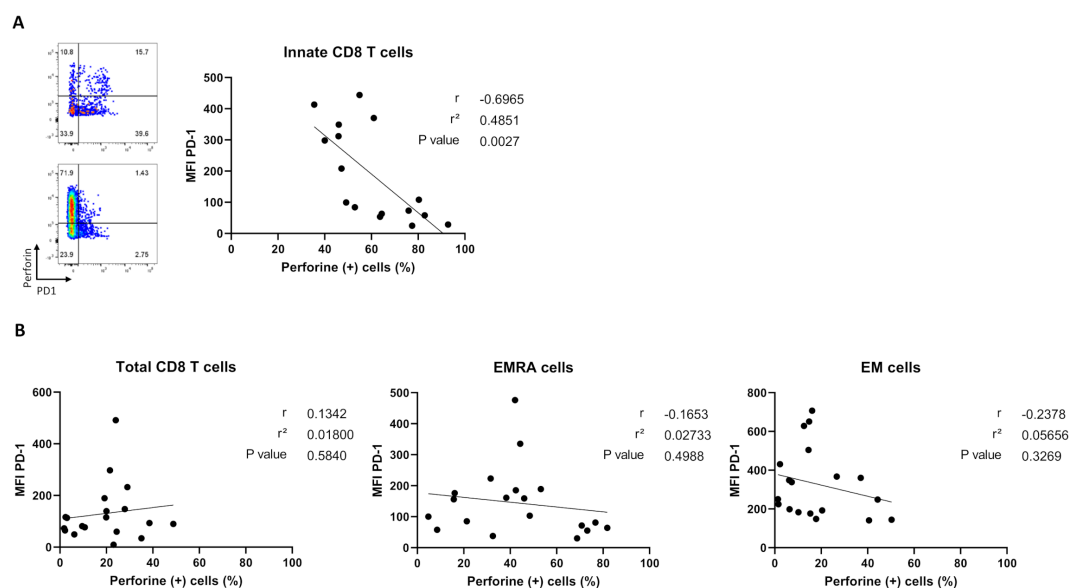 A
10.8 15.7
33.9 39.6
71.9 1.43
23.9 2.75
Perforin
PD1
Innate CD8 T cells
r -0.6965
r² 0.4851
P value 0.0027
MFI PD-1
500
400
300
200
100
0
0 20 40 60 80 100
Perforine (+) cells (%)
B
Total CD8 T cells
r 0.1342
r² 0.01800
P value 0.5840
MFI PD-1
600
400
200
0
0 20 40 60 80 100
Perforine (+) cells (%)
EMRA cells
r -0.1653
r² 0.02733
P value 0.4988
MFI PD-1
500
400
300
200
100
0
0 20 40 60 80 100
Perforine (+) cells (%)
EM cells
r -0.2378
r² 0.05656
P value 0.3269
MFI PD-1
800
600
400
200
0
0 20 40 60 80 100
Perforine (+) cells (%)